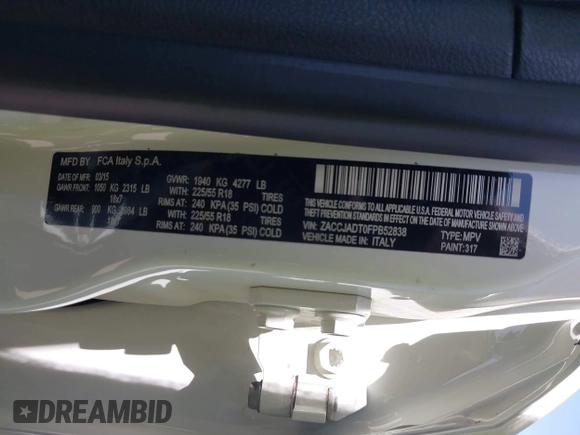 MFD BY FCA Italy S.p.A.
DATE OF MFR: 03/15 GVWR: 1940 KG 4277 LB
GAWR FRONT: 1050 KG 2315 LB WITH: 225/55 R18 TIRES
18x7 RIMS AT: 240 KPA(35 PSI) COLD
GAWR REAR: 900 KG 1984 LB WITH: 225/55 R18 TIRES
RIMS AT: 240 KPA(35 PSI) COLD
THIS VEHICLE CONFORMS TO ALL APPLICABLE U.S.A. FEDERAL MOTOR VEHICLE
SAFETY, BUMPER, AND THEFT PREVENTION STANDARDS IN EFFECT ON THE DATE OF MANUFACTURE SHOWN ABOVE
VIN: ZACCJADT0FPB52838 TYPE: MPV
MADE IN ITALY PAINT: 317
DREAMBID